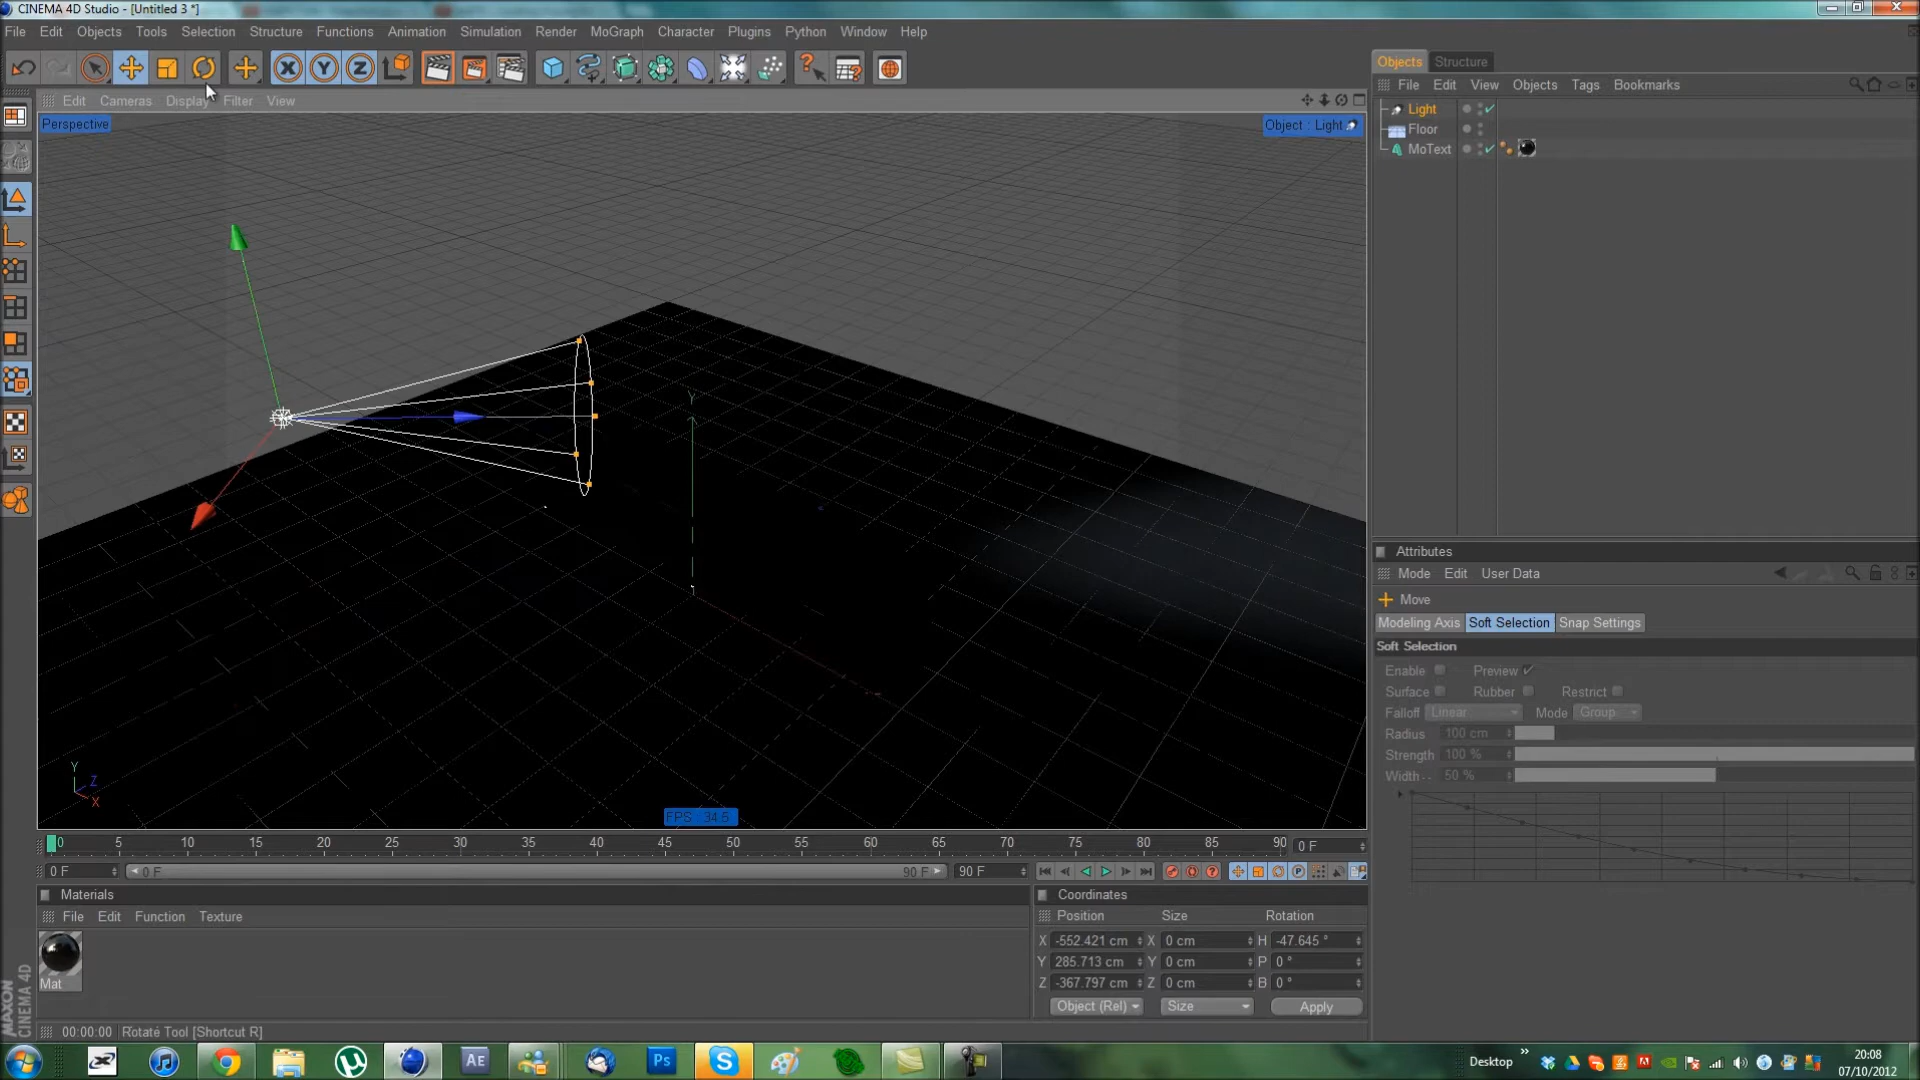 CINEMA 4D Studio - [Untitled 3 *]
File Edit Objects Tools Selection Structure Functions Animation Simulation Render MoGraph Character Plugins Python Window Help
Edit Cameras Display Filter View
Perspective
Object : Light
Y
Y
Z
X
FPS : 34.5
0 5 10 15 20 25 30 35 40 45 50 55 60 65 70 75 80 85 90 0 F
0 F 0 F 90 F 90 F
Materials
File Edit Function Texture
Mat
MAXON
CINEMA 4D
Coordinates
Position Size Rotation
X -552.421 cm X 0 cm H -47.645 °
Y 285.713 cm Y 0 cm P 0 °
Z -367.797 cm Z 0 cm B 0 °
Object (Rel) Size Apply
00:00:00 Rotate Tool [Shortcut R]
Objects Structure
File Edit View Objects Tags Bookmarks
Light
Floor
MoText
Attributes
Mode Edit User Data
Move
Modeling Axis Soft Selection Snap Settings
Soft Selection
Enable Preview
Surface Rubber Restrict
Falloff Linear Mode Group
Radius 100 cm
Strength 100 %
Width . . 50 %
AE
Ps
Desktop
20:08
07/10/2012